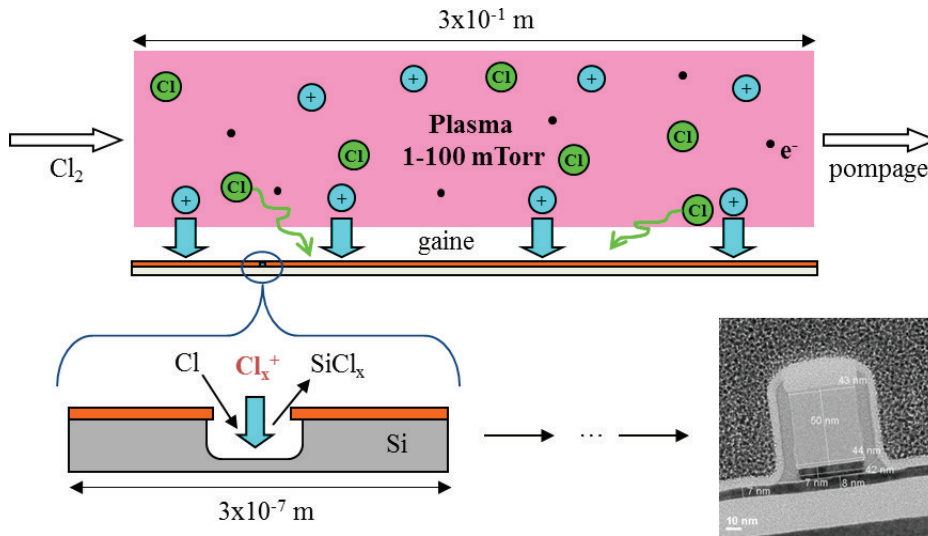 3x10⁻¹ m
Cl
+
+
Cl
+
+
Plasma
1-100 mTorr
Cl
e⁻
Cl
Cl
Cl₂
pompage
Cl
+
+
+
Cl
+
gaine
Cl
Clₓ⁺
SiClₓ
Si
...
3x10⁻⁷ m
43 nm
50 nm
44 nm
42 nm
7 nm
7 nm
8 nm
10 nm